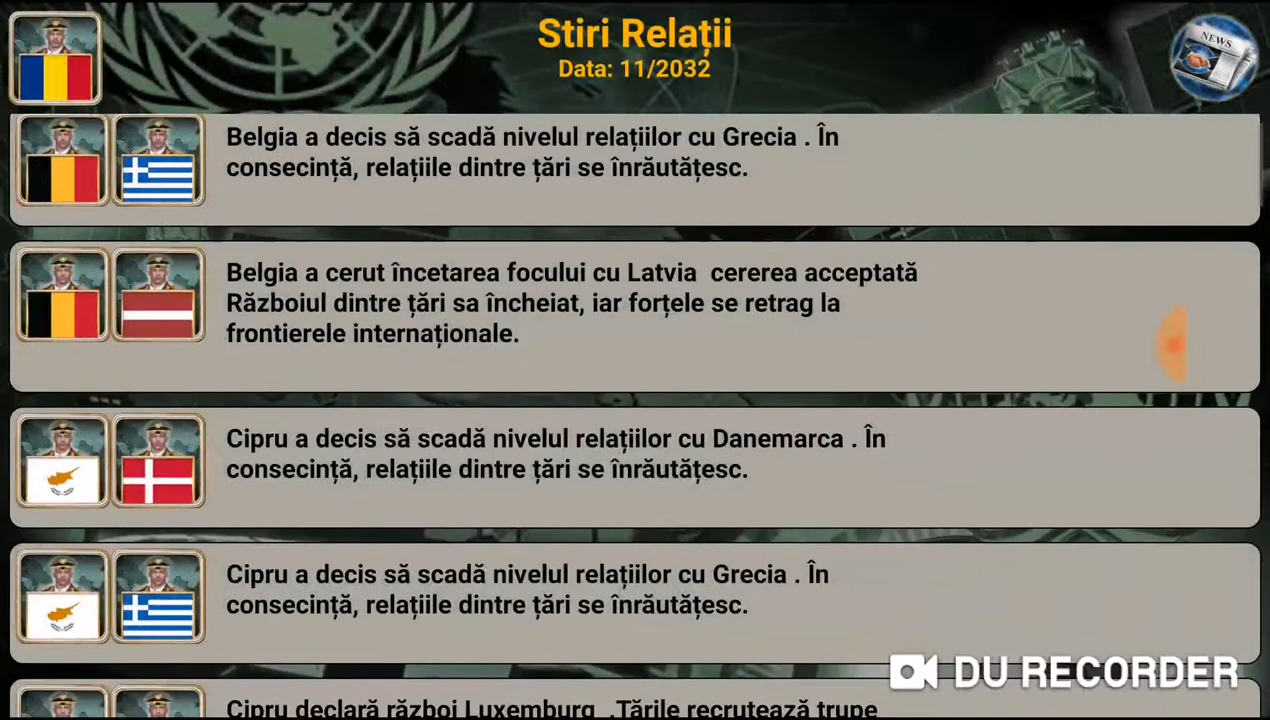 Stiri Relații
Data: 11/2032
NEWS
Belgia a decis să scadă nivelul relațiilor cu Grecia . În
consecință, relațiile dintre țări se înrăutățesc.
Belgia a cerut încetarea focului cu Latvia  cererea acceptată
Războiul dintre țări sa încheiat, iar forțele se retrag la
frontierele internaționale.
Cipru a decis să scadă nivelul relațiilor cu Danemarca . În
consecință, relațiile dintre țări se înrăutățesc.
Cipru a decis să scadă nivelul relațiilor cu Grecia . În
consecință, relațiile dintre țări se înrăutățesc.
DU RECORDER
Cipru declară război Luxemburg  .Țările recrutează trupe